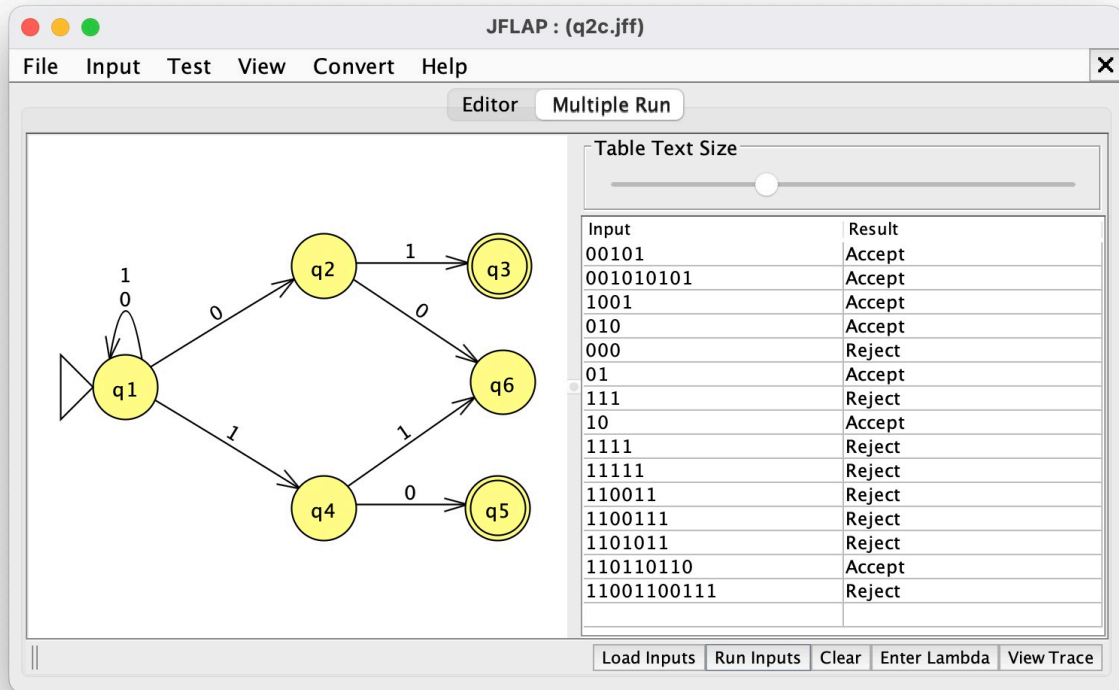 JFLAP : (q2c.jff)
File Input Test View Convert Help
Editor Multiple Run
Table Text Size
Input Result
00101 Accept
001010101 Accept
1001 Accept
010 Accept
000 Reject
01 Accept
111 Reject
10 Accept
1111 Reject
11111 Reject
110011 Reject
1100111 Reject
1101011 Reject
110110110 Accept
11001100111 Reject
q2 1 q3
1
0
0
0
q1
q6
1
1
q4 0 q5
Load Inputs Run Inputs Clear Enter Lambda View Trace